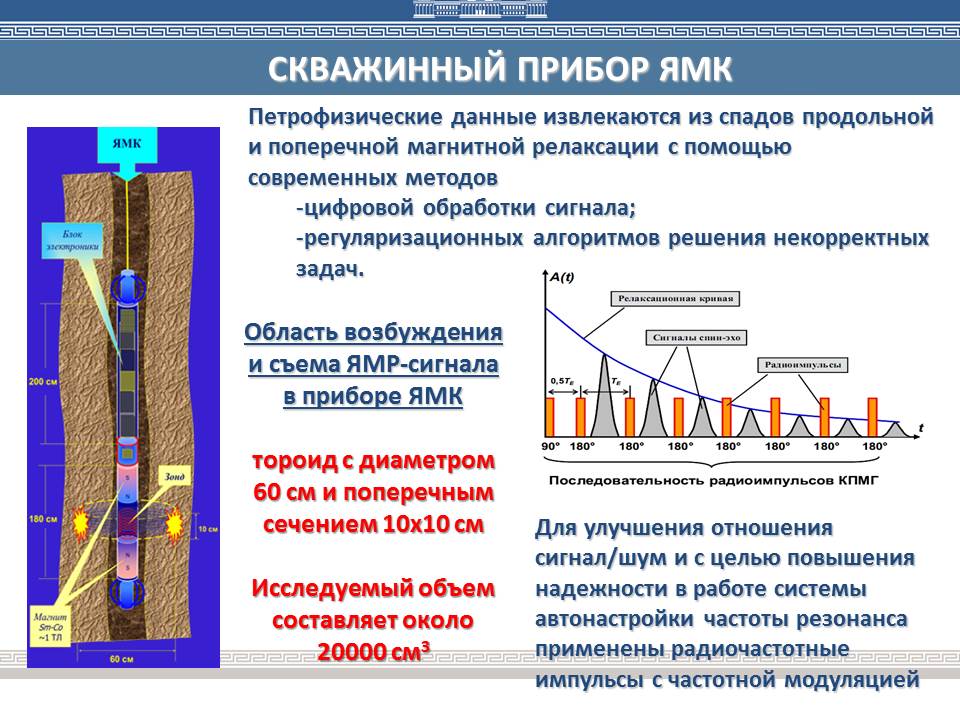 СКВАЖИННЫЙ ПРИБОР ЯМК
Петрофизические данные извлекаются из спадов продольной
и поперечной магнитной релаксации с помощью
современных методов
-цифровой обработки сигнала;
-регуляризационных алгоритмов решения некорректных
задач.
ЯМК
Блок
электроники
200 см
Зонд
180 см
10 см
S
N
N
S
Магнит
Sm-Co
~1 ТЛ
60 см
Область возбуждения
и съема ЯМР-сигнала
в приборе ЯМК
тороид с диаметром
60 см и поперечным
сечением 10х10 см
Исследуемый объем
составляет около
20000 см³
A(t)
Релаксационная кривая
Сигналы спин-эхо
Радиоимпульсы
0,5TE TE
t
90° 180° 180° 180° 180° 180° 180° 180°
Последовательность радиоимпульсов КПМГ
Для улучшения отношения
сигнал/шум и с целью повышения
надежности в работе системы
автонастройки частоты резонанса
применены радиочастотные
импульсы с частотной модуляцией